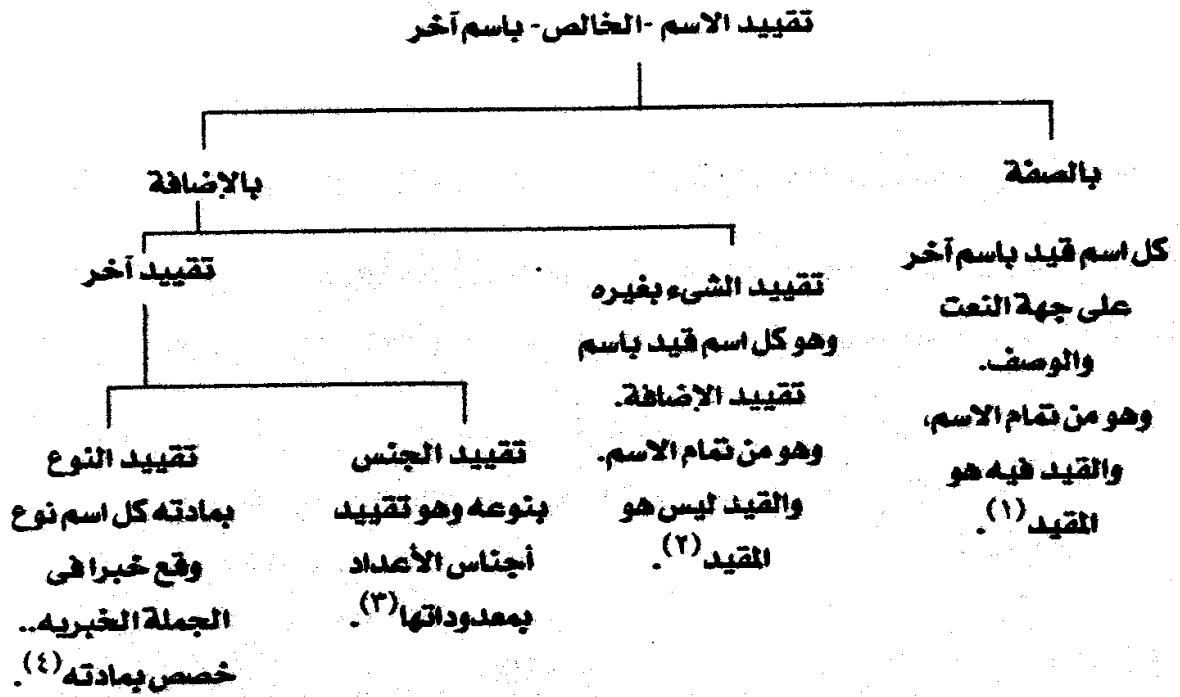 تقييد الاسم -الخالص- باسم آخر
بالصفة
كل اسم قيد باسم آخر
على جهة النعت
والوصف.
وهو من تمام الاسم،
والقيد فيه هو
المقيد(١).
بالإضافة
تقييد الشىء بغيره
وهو كل اسم قيد باسم
تقييد الإضافة.
وهو من تمام الاسم.
والقيد ليس هو
المقيد(٢).
تقييد آخر
تقييد الجنس
بنوعه وهو تقييد
أجناس الأعداد
بمعدوداتها(٣).
تقييد النوع
بمادته كل اسم نوع
وقع خبرا فى
الجملة الخبريه..
خصص بمادته(٤).